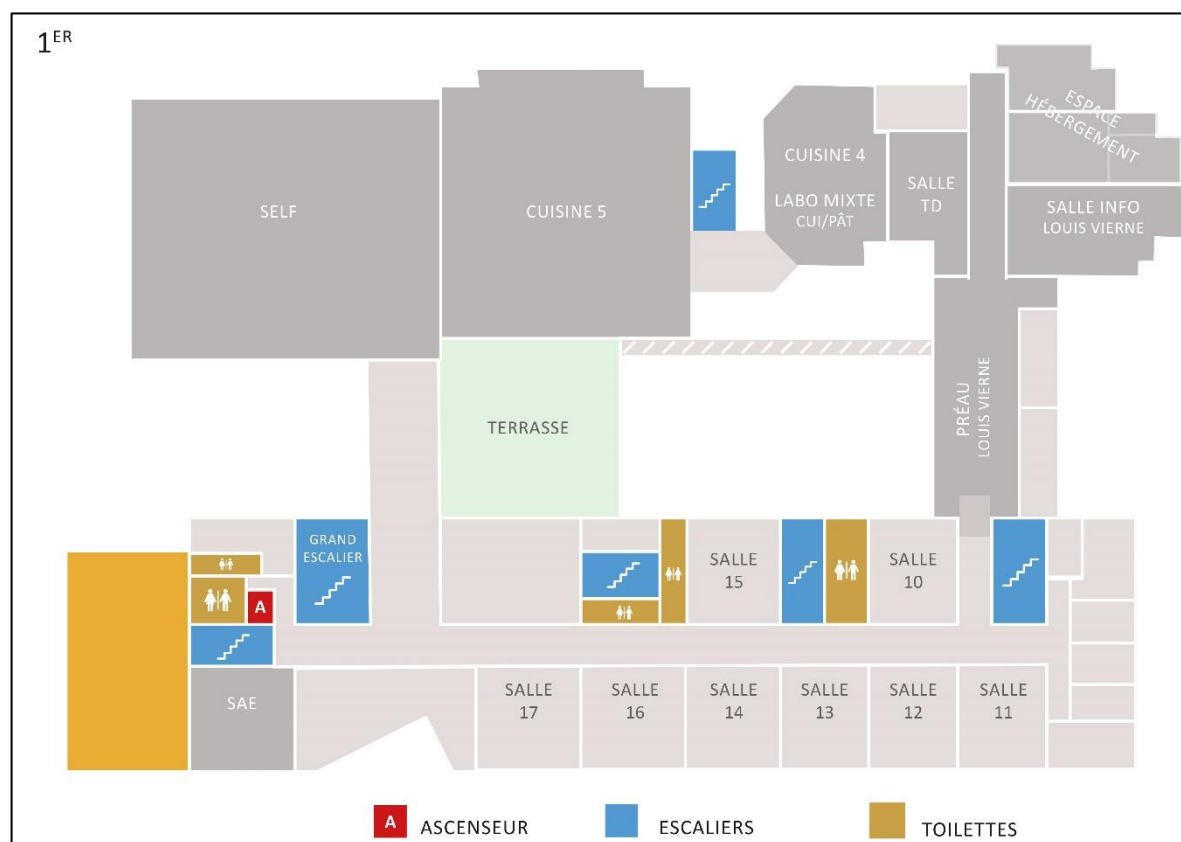 1ER
ESPACE
HÉBERGEMENT
CUISINE 4
LABO MIXTE
CUI/PÂT
SALLE
TD
SELF
CUISINE 5
SALLE INFO
LOUIS VIERNE
PRÉAU
LOUIS VIERNE
TERRASSE
GRAND
ESCALIER
SALLE
15
SALLE
10
A
SAE
SALLE
17
SALLE
16
SALLE
14
SALLE
13
SALLE
12
SALLE
11
A ASCENSEUR
ESCALIERS
TOILETTES